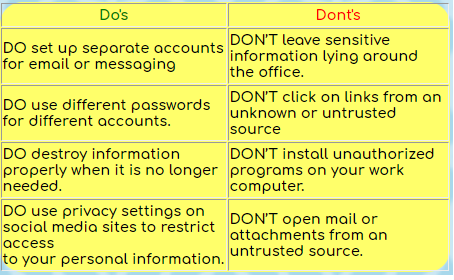 Do's
Dont's
DO set up separate accounts
for email or messaging
DON'T leave sensitive
information lying around
the office.
DO use different passwords
for different accounts.
DON'T click on links from an
unknown or untrusted
source
DO destroy information
properly when it is no longer
needed.
DON'T install unauthorized
programs on your work
computer.
DO use privacy settings on
social media sites to restrict
access
to your personal information.
DON'T open mail or
attachments from an
untrusted source.